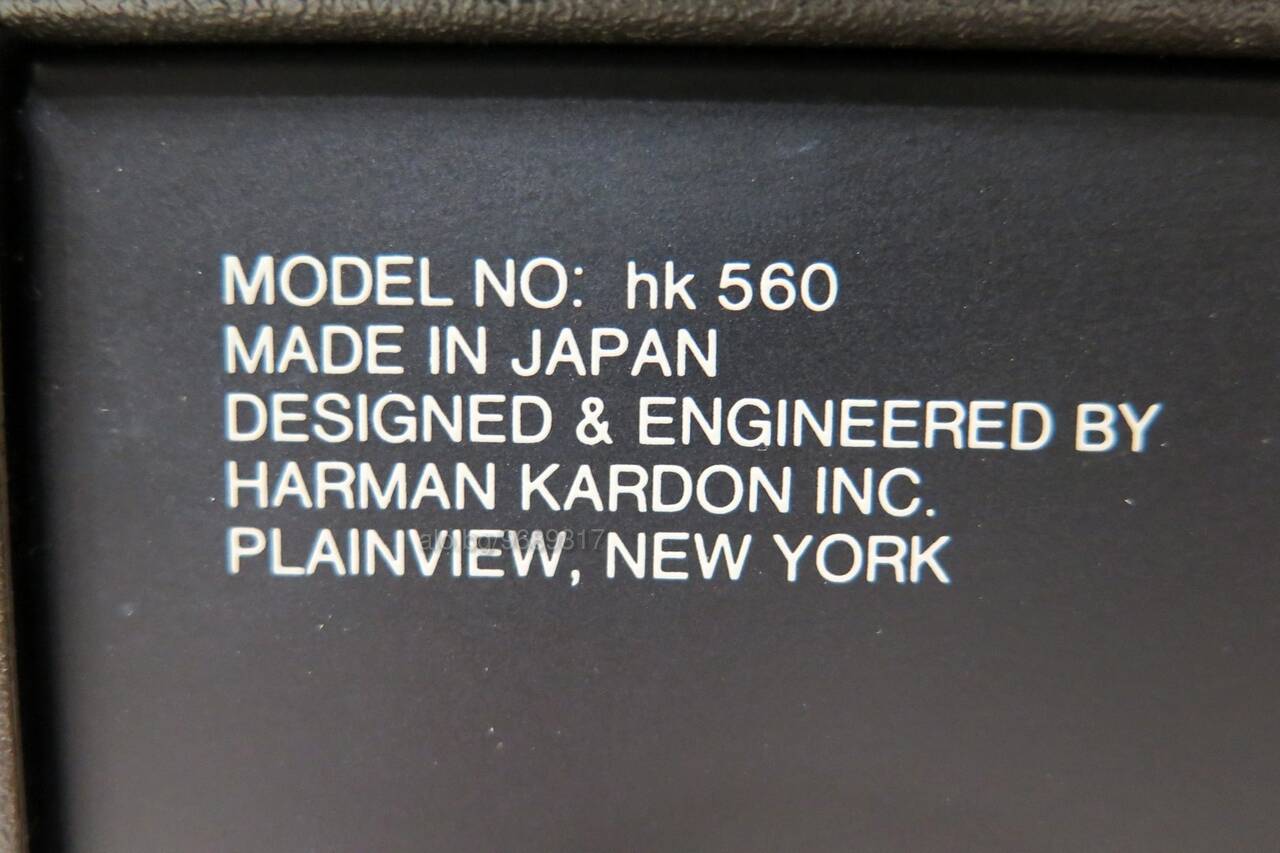 MODEL NO: hk 560
MADE IN JAPAN
DESIGNED & ENGINEERED BY
HARMAN KARDON INC.
PLAINVIEW, NEW YORK